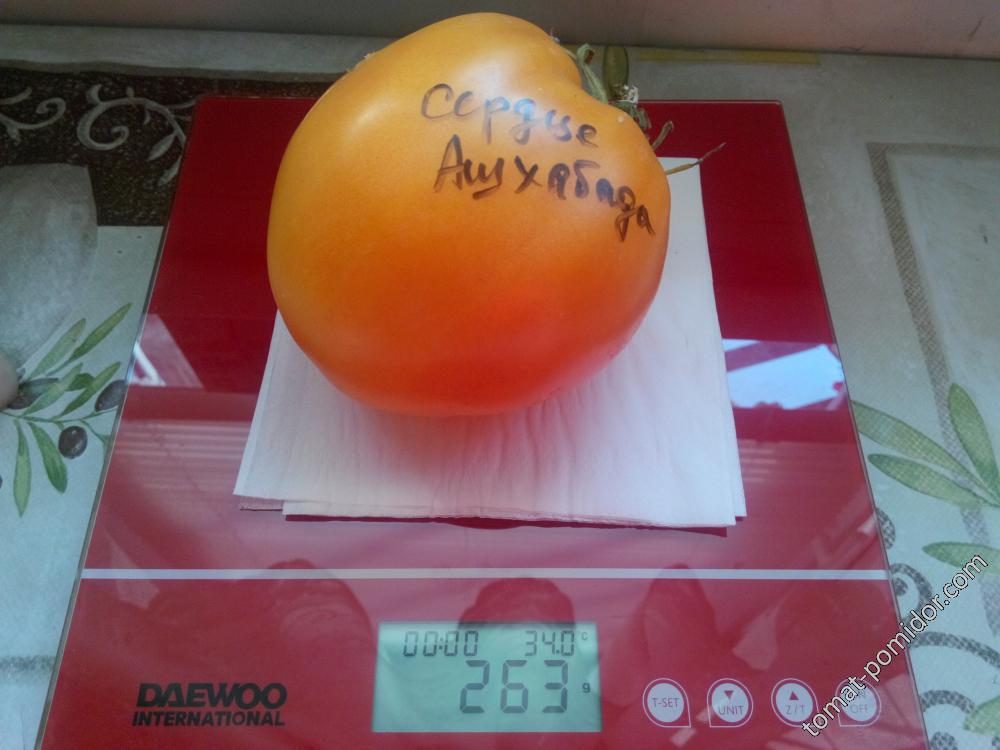 Сердце
Ашхабада
00:00 34.0°C
263 g
DAEWOO
INTERNATIONAL
T-SET
▼
UNIT
▲
Z/T
OFF
tomat-pomidor.com